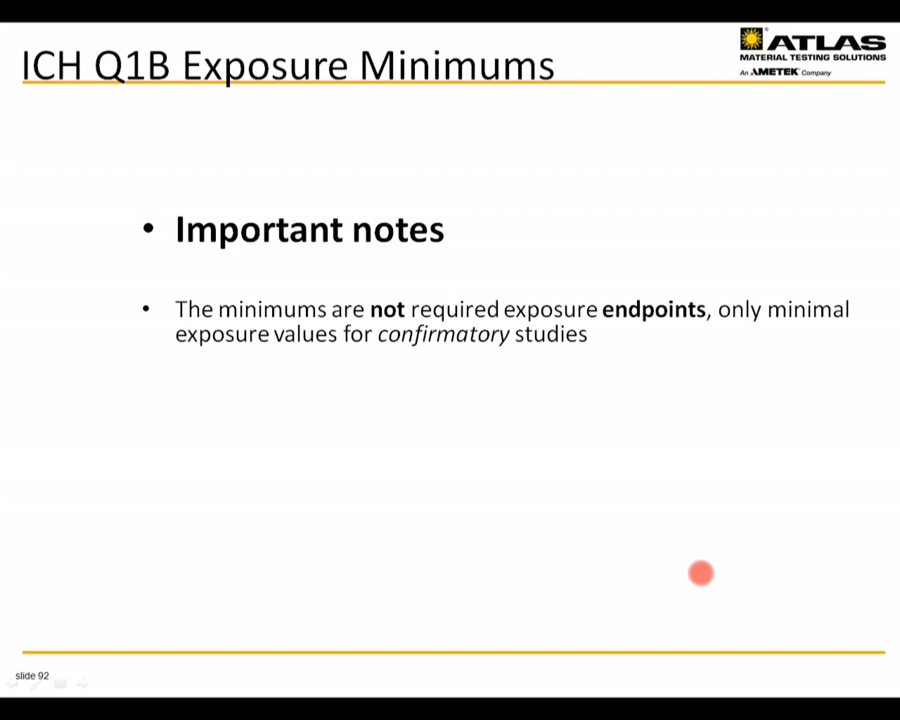 ICH Q1B Exposure Minimums
ATLAS
MATERIAL TESTING SOLUTIONS
An AMETEK Company
• Important notes
• The minimums are not required exposure endpoints, only minimal
exposure values for confirmatory studies
slide 92